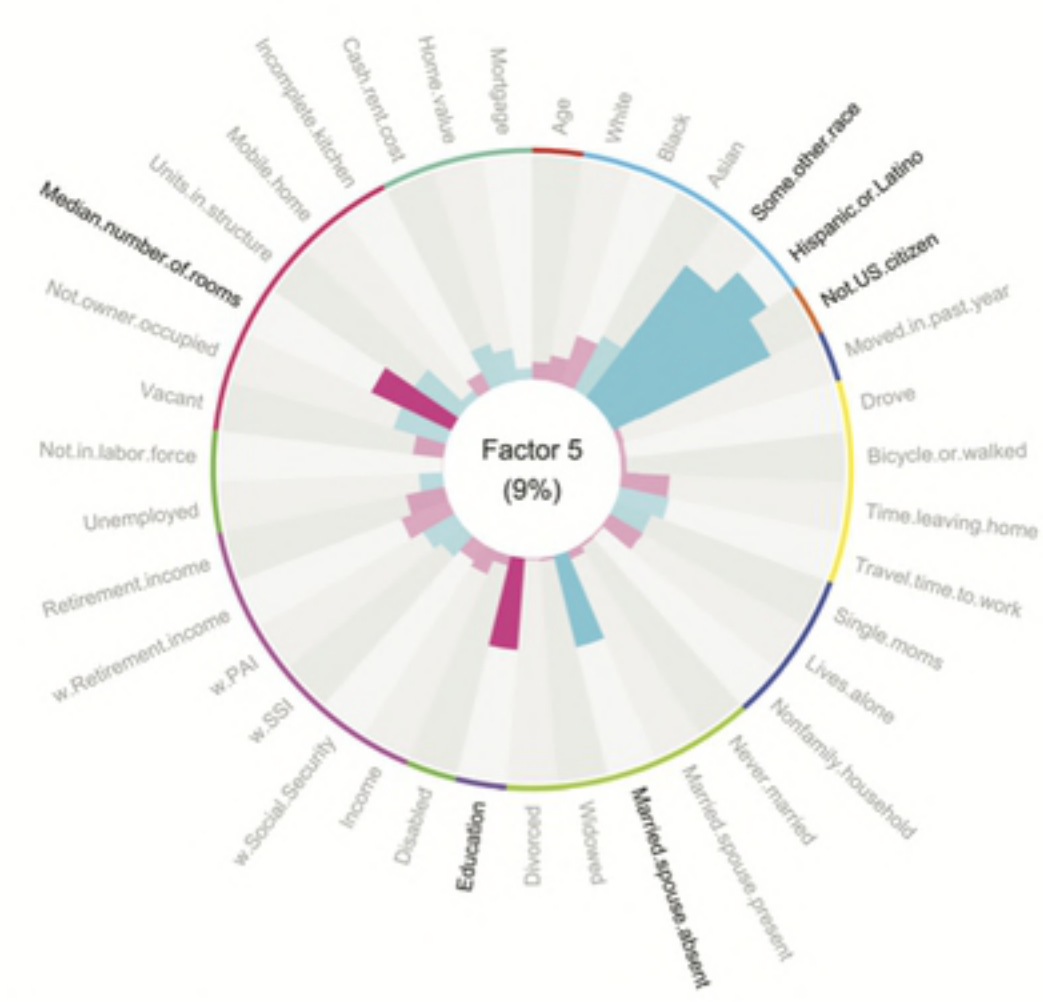 Factor 5
(9%)
Age
White
Black
Asian
Some.other.race
Hispanic.or.Latino
Not.US.citizen
Moved.in.past.year
Drove
Bicycle.or.walked
Time.leaving.home
Travel.time.to.work
Single.moms
Lives.alone
Nonfamily.household
Never.married
Married.spouse.present
Married.spouse.absent
Widowed
Divorced
Education
Disabled
Income
w.Social.Security
w.SSI
w.PAI
w.Retirement.income
Retirement.income
Unemployed
Not.in.labor.force
Vacant
Not.owner.occupied
Median.number.of.rooms
Units.in.structure
Mobile.home
Incomplete.kitchen
Cash.rent.cost
Home.value
Mortgage